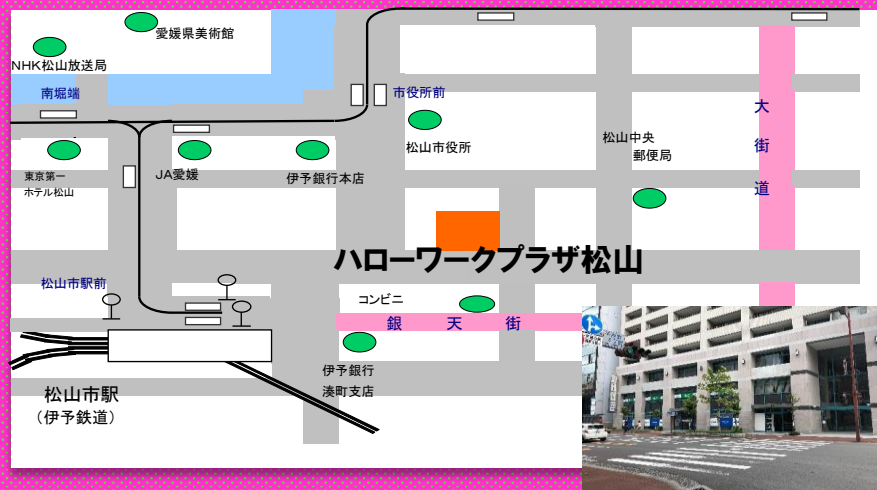 愛媛県美術館
NHK松山放送局
南堀端
市役所前
大街道
松山市役所
松山中央
郵便局
東京第一
ホテル松山
JA愛媛
伊予銀行本店
ハローワークプラザ松山
松山市駅前
コンビニ
銀天街
伊予銀行
湊町支店
松山市駅
（伊予鉄道）